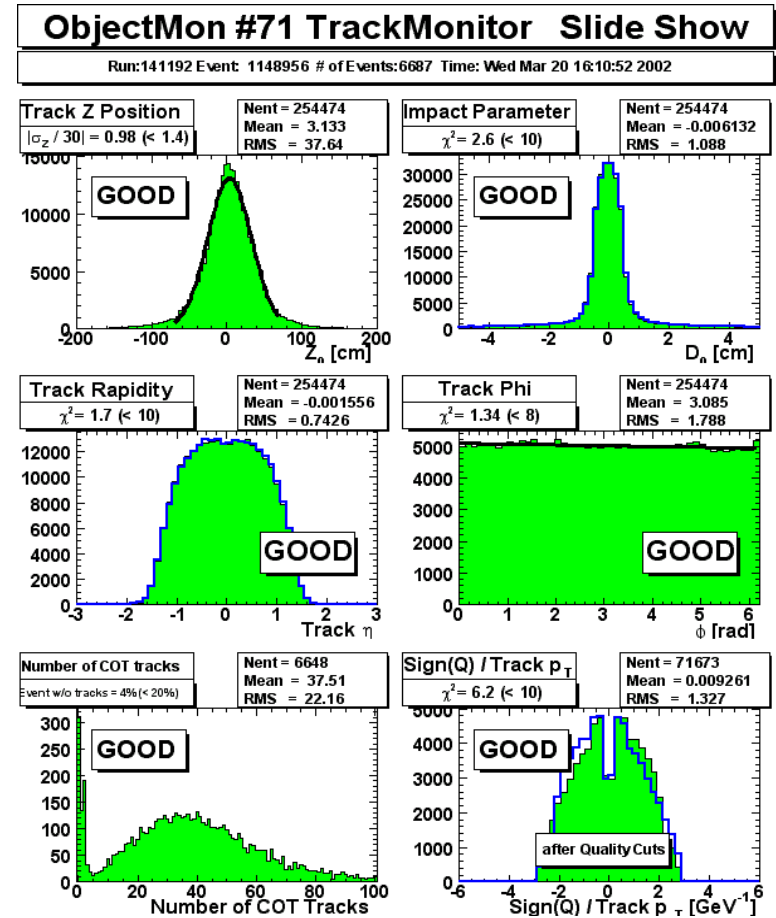 ObjectMon #71 TrackMonitor Slide Show
Run:141192 Event: 1148956 # of Events:6687 Time: Wed Mar 20 16:10:52 2002
Track Z Position
|σz / 30| = 0.98 (< 1.4)
Nent = 254474
Mean = 3.133
RMS = 37.64
GOOD
15000
10000
5000
0
-200 -100 0 100 200
Z₀ [cm]
Impact Parameter
χ²= 2.6 (< 10)
Nent = 254474
Mean = -0.006132
RMS = 1.088
GOOD
30000
25000
20000
15000
10000
5000
0
-4 -2 0 2 4
D₀ [cm]
Track Rapidity
χ²= 1.7 (< 10)
Nent = 254474
Mean = -0.001556
RMS = 0.7426
GOOD
12000
10000
8000
6000
4000
2000
0
-3 -2 -1 0 1 2 3
Track η
Track Phi
χ²= 1.34 (< 8)
Nent = 254474
Mean = 3.085
RMS = 1.788
GOOD
5000
4000
3000
2000
1000
0
0 1 2 3 4 5 6
ϕ [rad]
Number of COT tracks
Event w/o tracks = 4% (< 20%)
Nent = 6648
Mean = 37.51
RMS = 22.16
GOOD
300
250
200
150
100
50
0
0 20 40 60 80 100
Number of COT Tracks
Sign(Q) / Track pT
χ²= 6.2 (< 10)
Nent = 71673
Mean = 0.009261
RMS = 1.327
GOOD
after Quality Cuts
5000
4000
3000
2000
1000
0
-6 -4 -2 0 2 4 6
Sign(Q) / Track pT [GeV⁻¹]